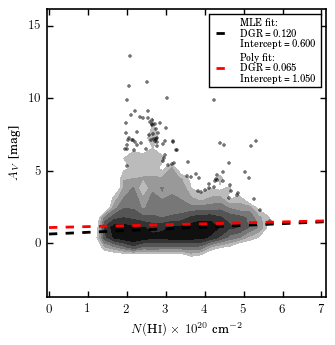 MLE fit:
DGR = 0.120
Intercept = 0.600
Poly fit:
DGR = 0.065
Intercept = 1.050
15
10
5
0
A_V [mag]
0 1 2 3 4 5 6 7
N(HI) × 10^20 cm^−2